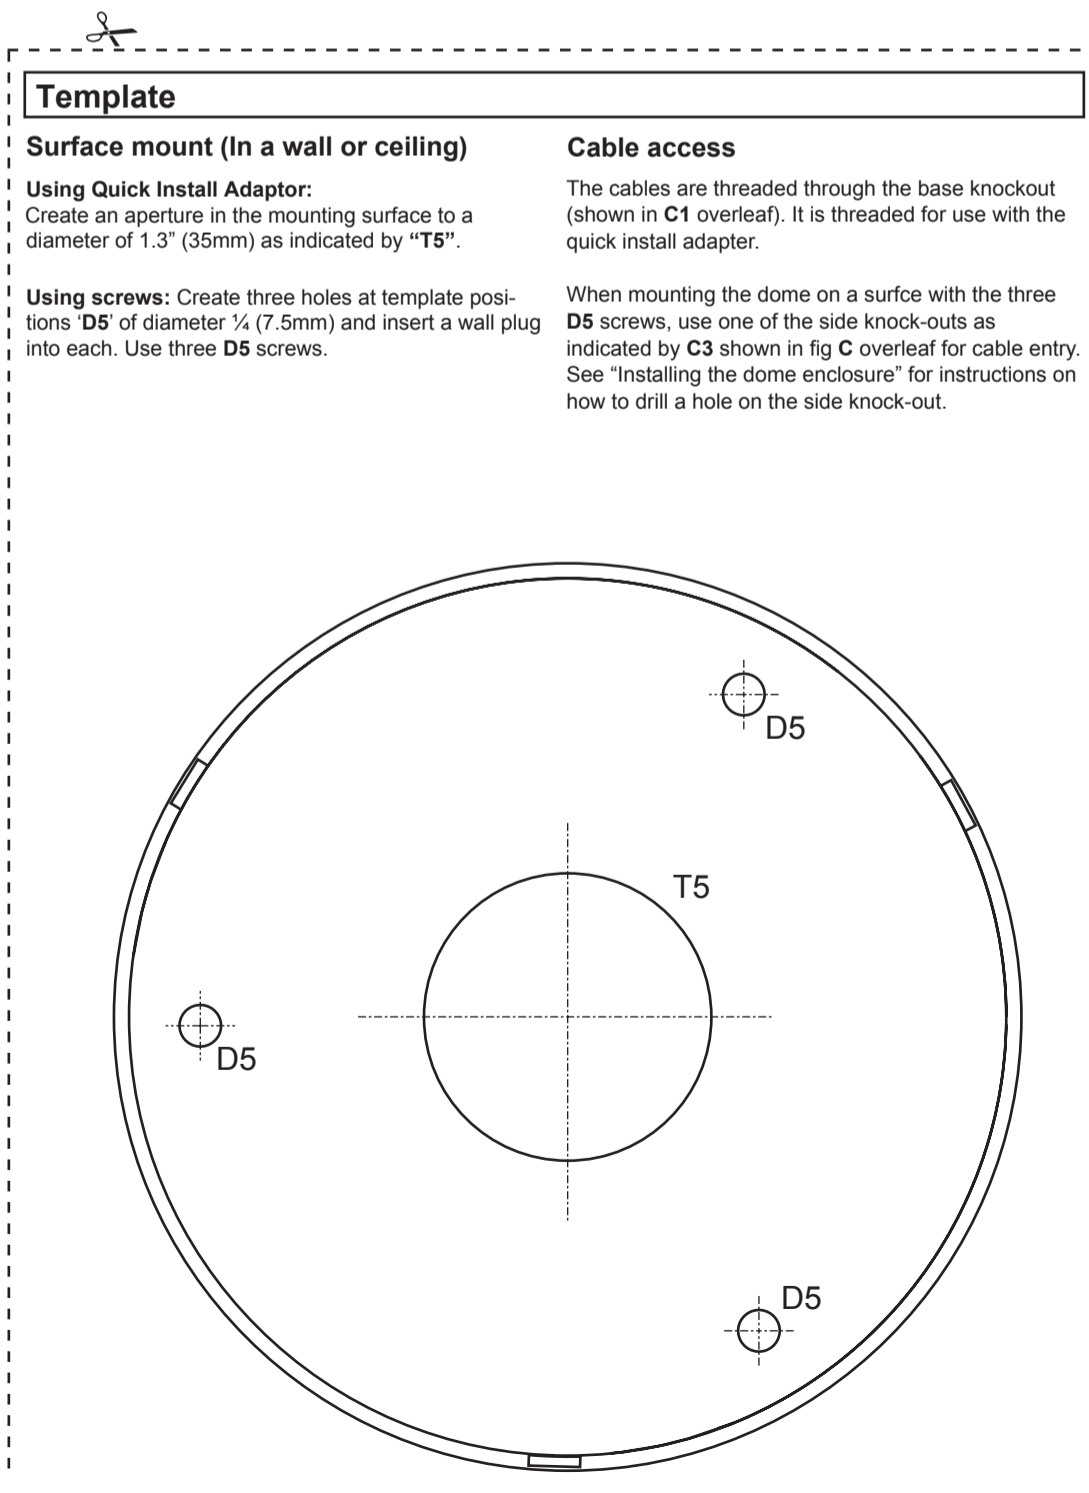 Template
Surface mount (In a wall or ceiling)
Using Quick Install Adaptor:
Create an aperture in the mounting surface to a
diameter of 1.3” (35mm) as indicated by “T5”.
Using screws: Create three holes at template posi-
tions ‘D5’ of diameter ¼ (7.5mm) and insert a wall plug
into each. Use three D5 screws.
Cable access
The cables are threaded through the base knockout
(shown in C1 overleaf). It is threaded for use with the
quick install adapter.
When mounting the dome on a surfce with the three
D5 screws, use one of the side knock-outs as
indicated by C3 shown in fig C overleaf for cable entry.
See “Installing the dome enclosure” for instructions on
how to drill a hole on the side knock-out.
D5
T5
D5
D5